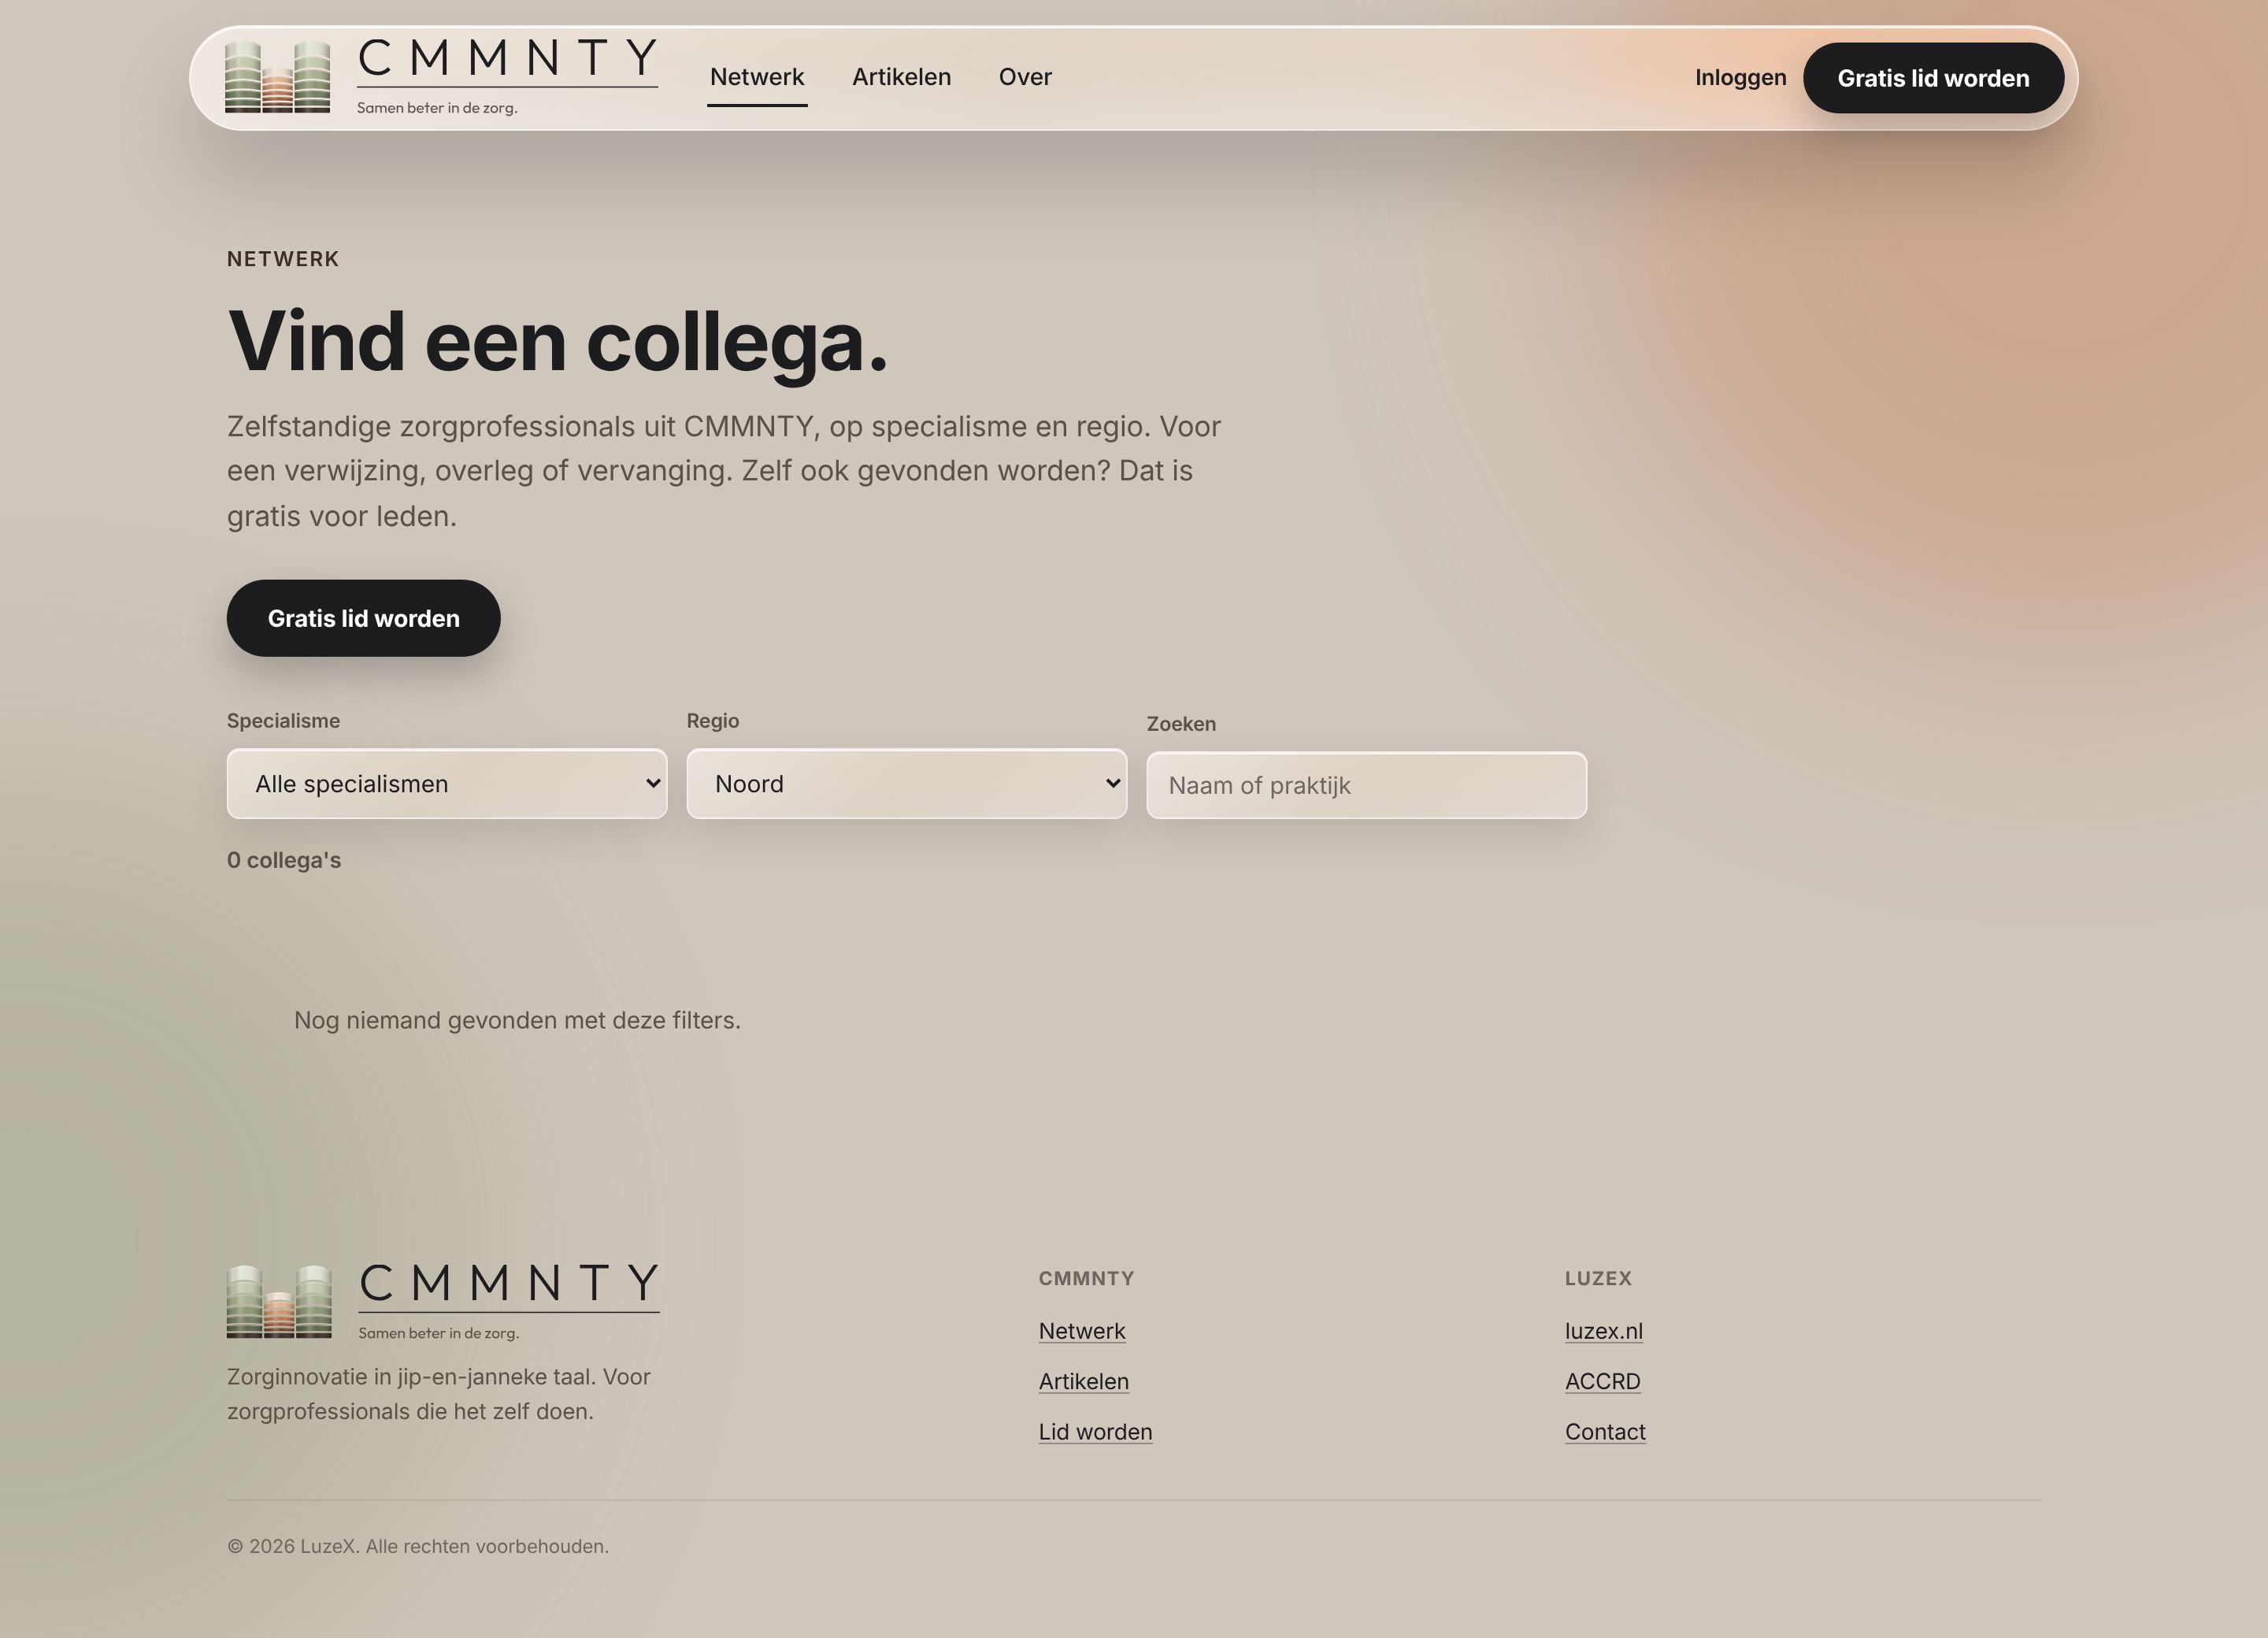 CMMNTY
Samen beter in de zorg.
Netwerk
Artikelen
Over
Inloggen
Gratis lid worden
NETWERK
Vind een collega.
Zelfstandige zorgprofessionals uit CMMNTY, op specialisme en regio. Voor
een verwijzing, overleg of vervanging. Zelf ook gevonden worden? Dat is
gratis voor leden.
Gratis lid worden
Specialisme
Regio
Zoeken
Alle specialismen
Noord
Naam of praktijk
0 collega's
Nog niemand gevonden met deze filters.
CMMNTY
Samen beter in de zorg.
Zorginnovatie in jip-en-janneke taal. Voor
zorgprofessionals die het zelf doen.
CMMNTY
Netwerk
Artikelen
Lid worden
LUZEX
luzex.nl
ACCRD
Contact
© 2026 LuzeX. Alle rechten voorbehouden.